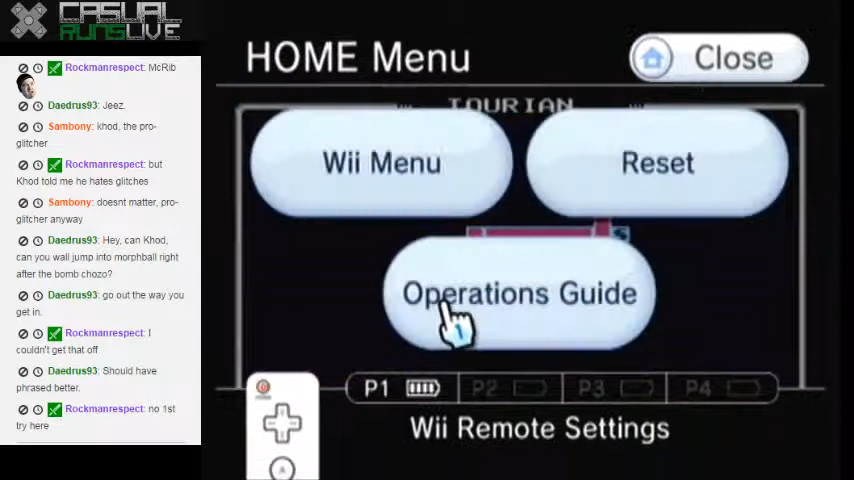 CASUAL
RUNSLIVE
Rockmanrespect: McRib
Daedrus93: Jeez.
Sambony: khod, the pro-
glitcher
Rockmanrespect: but
Khod told me he hates glitches
Sambony: doesnt matter, pro-
glitcher anyway
Daedrus93: Hey, can Khod,
can you wall jump into morphball right
after the bomb chozo?
Daedrus93: go out the way you
get in.
Rockmanrespect: I
couldn't get that off
Daedrus93: Should have
phrased better.
Rockmanrespect: no 1st
try here
HOME Menu
Close
TOURIAN
Wii Menu
Reset
S
Operations Guide
1
P1 P2 P3 P4
HOME
A
Wii Remote Settings